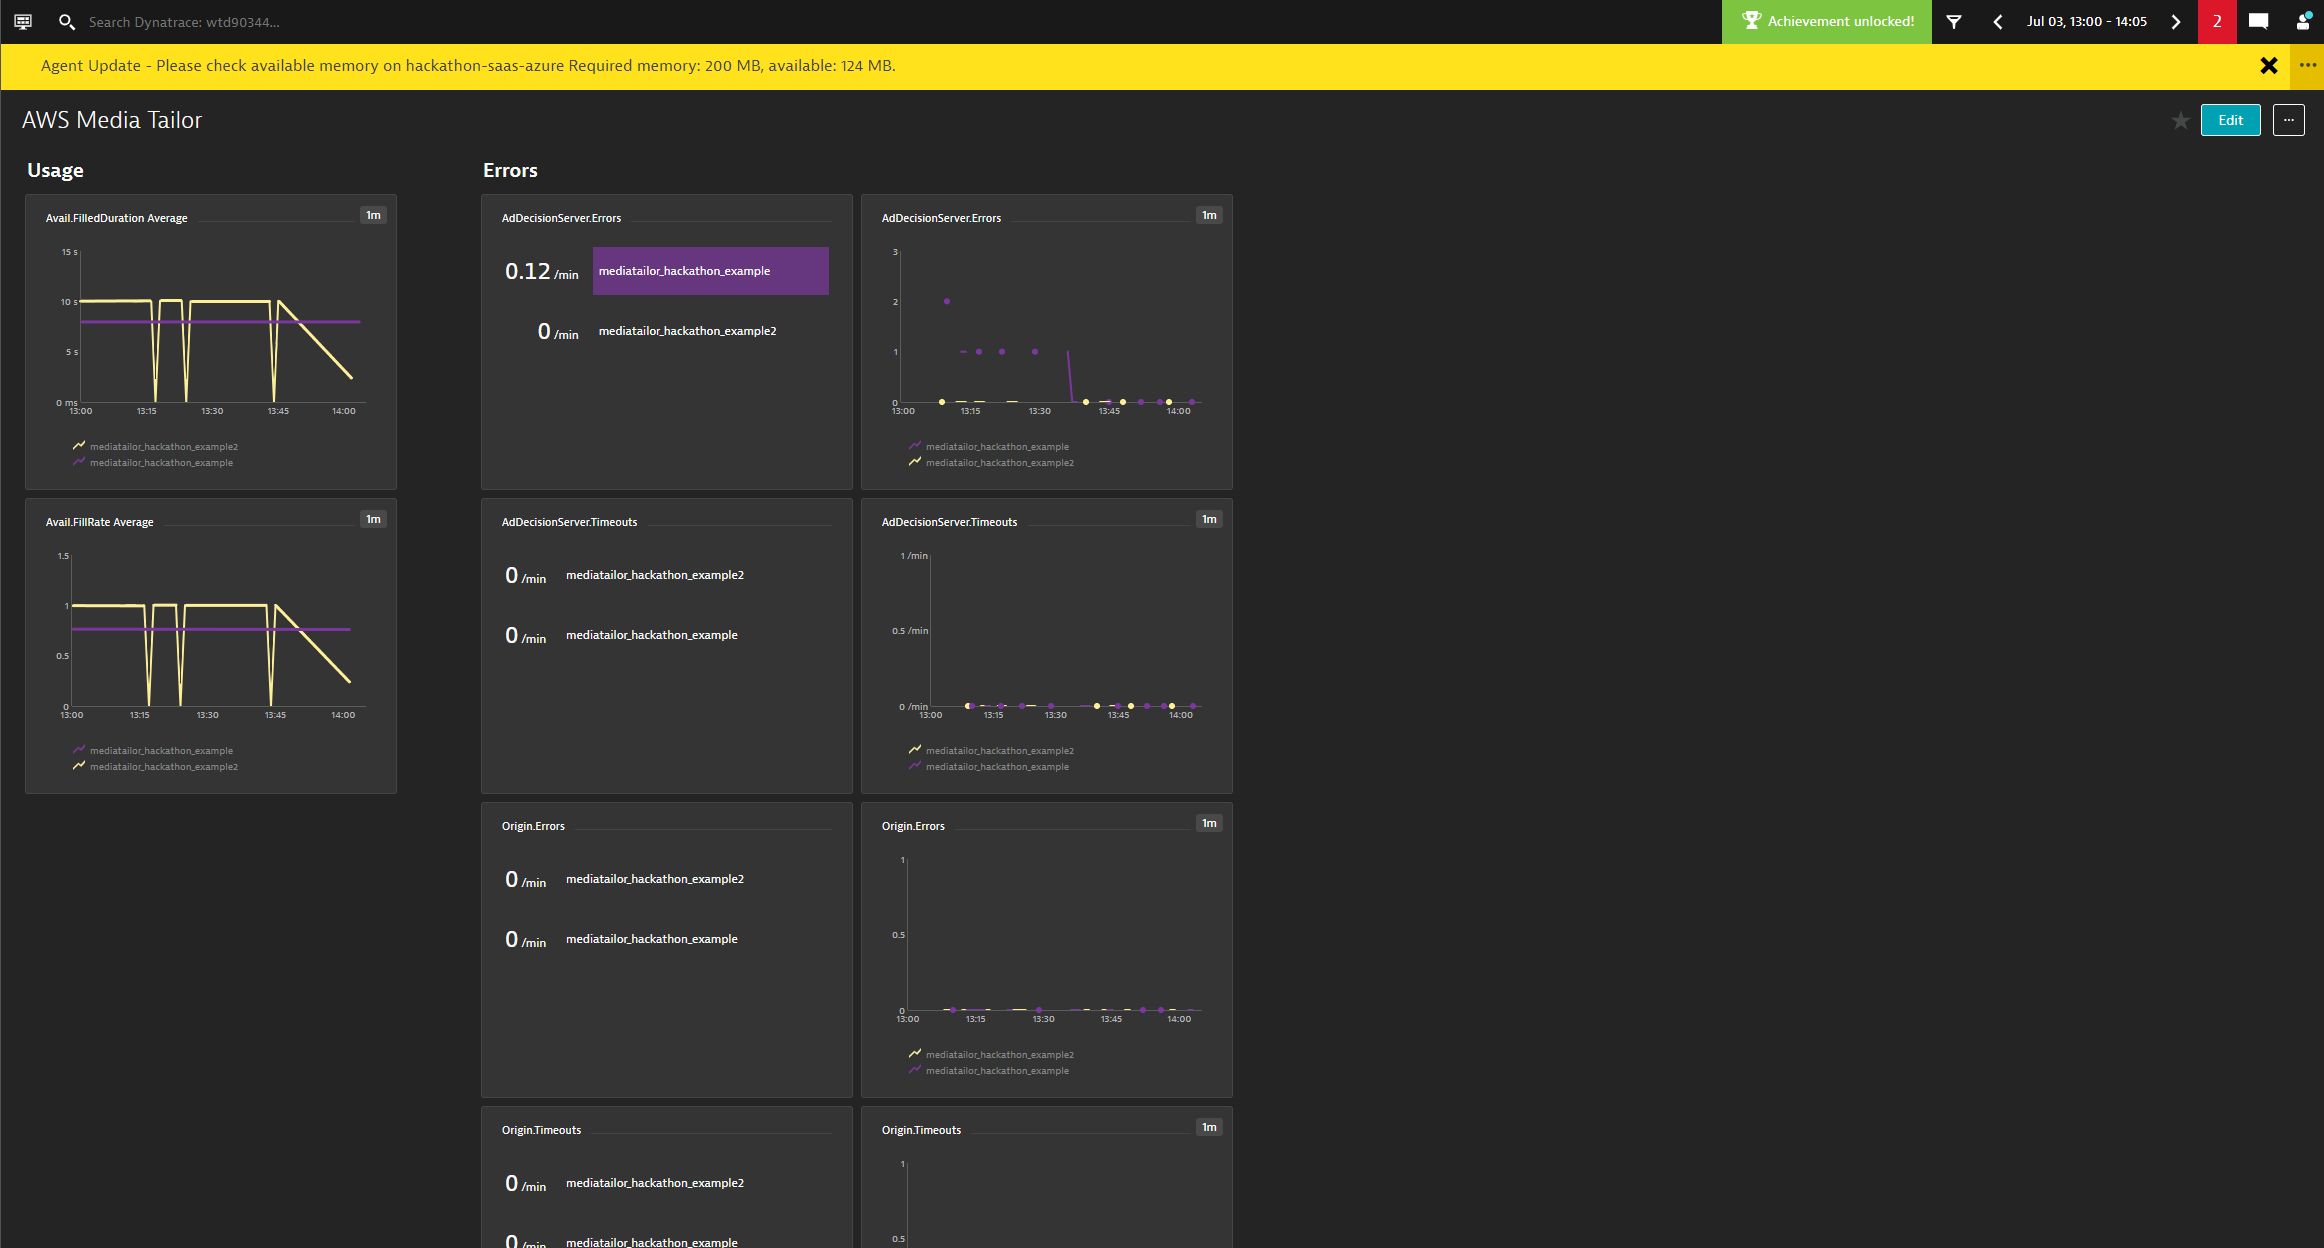 Search Dynatrace: wtd90344...
Achievement unlocked!
Jul 03, 13:00 - 14:05
2
Agent Update - Please check available memory on hackathon-saas-azure Required memory: 200 MB, available: 124 MB.
AWS Media Tailor
Edit
...
Usage
Errors
Avail.FilledDuration Average
1m
15 s
10 s
5 s
0 ms
13:00 13:15 13:30 13:45 14:00
mediatailor_hackathon_example2
mediatailor_hackathon_example
AdDecisionServer.Errors
0.12 /min mediatailor_hackathon_example
0 /min mediatailor_hackathon_example2
AdDecisionServer.Errors
1m
3
2
1
0
13:00 13:15 13:30 13:45 14:00
mediatailor_hackathon_example
mediatailor_hackathon_example2
Avail.FillRate Average
1m
1.5
1
0.5
0
13:00 13:15 13:30 13:45 14:00
mediatailor_hackathon_example
mediatailor_hackathon_example2
AdDecisionServer.Timeouts
0 /min mediatailor_hackathon_example2
0 /min mediatailor_hackathon_example
AdDecisionServer.Timeouts
1m
1 /min
0.5 /min
0 /min
13:00 13:15 13:30 13:45 14:00
mediatailor_hackathon_example2
mediatailor_hackathon_example
Origin.Errors
0 /min mediatailor_hackathon_example2
0 /min mediatailor_hackathon_example
Origin.Errors
1m
1
0.5
0
13:00 13:15 13:30 13:45 14:00
mediatailor_hackathon_example2
mediatailor_hackathon_example
Origin.Timeouts
0 /min mediatailor_hackathon_example2
0 /min mediatailor_hackathon_example
Origin.Timeouts
1m
1
0.5